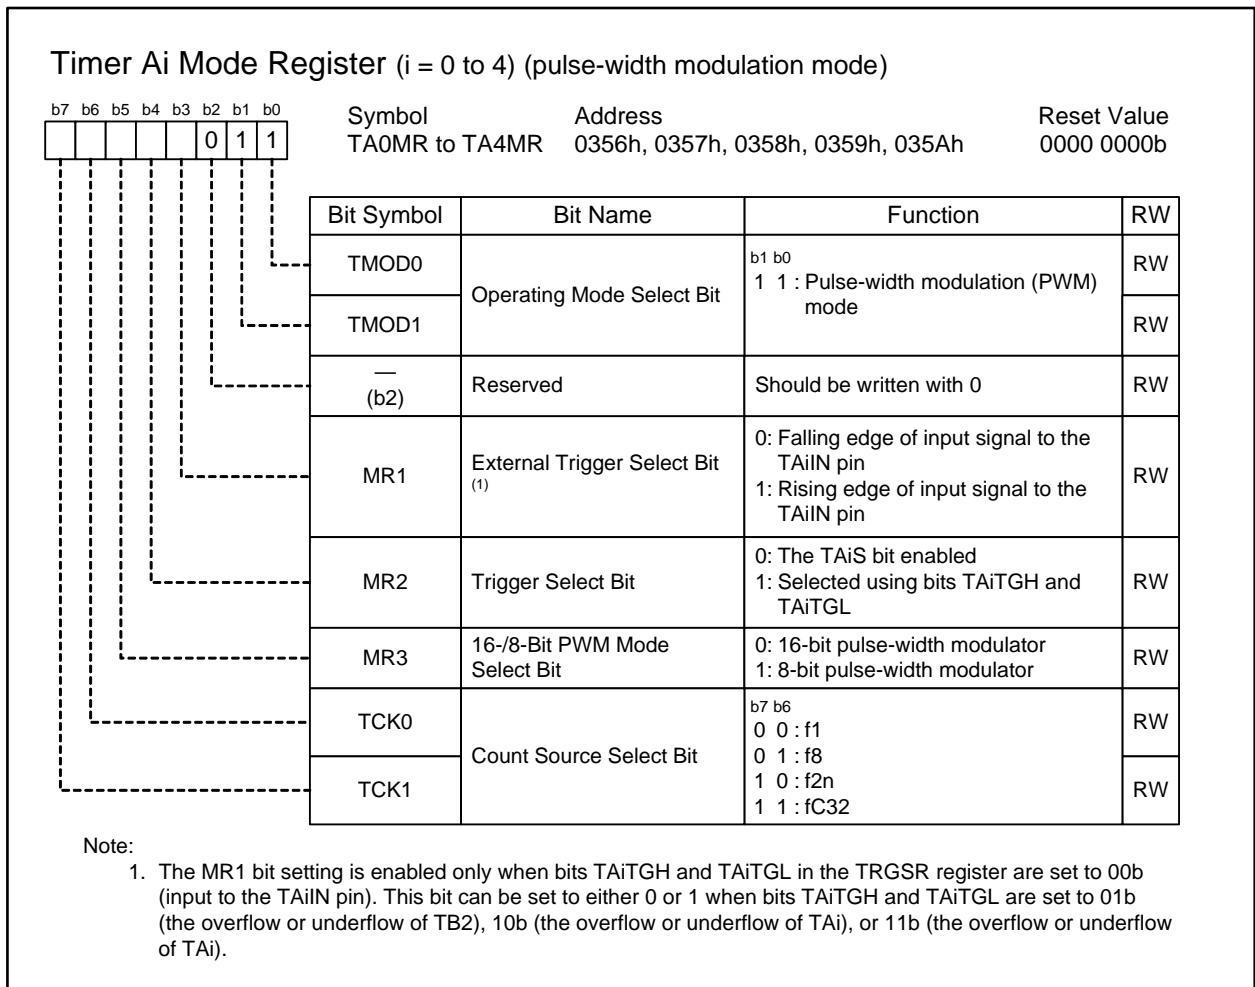 Timer Ai Mode Register (i = 0 to 4) (pulse-width modulation mode)
b7 b6 b5 b4 b3 b2 b1 b0
0 1 1
Symbol Address Reset Value
TA0MR to TA4MR 0356h, 0357h, 0358h, 0359h, 035Ah 0000 0000b
Bit Symbol Bit Name Function RW
TMOD0
TMOD1
Operating Mode Select Bit
b1 b0
1 1 : Pulse-width modulation (PWM)
mode
RW
RW
—
(b2)
Reserved
Should be written with 0
RW
MR1
External Trigger Select Bit
(1)
0: Falling edge of input signal to the
TAiIN pin
1: Rising edge of input signal to the
TAiIN pin
RW
MR2
Trigger Select Bit
0: The TAiS bit enabled
1: Selected using bits TAiTGH and
TAiTGL
RW
MR3
16-/8-Bit PWM Mode
Select Bit
0: 16-bit pulse-width modulator
1: 8-bit pulse-width modulator
RW
TCK0
TCK1
Count Source Select Bit
b7 b6
0 0 : f1
0 1 : f8
1 0 : f2n
1 1 : fC32
RW
RW
Note:
1. The MR1 bit setting is enabled only when bits TAiTGH and TAiTGL in the TRGSR register are set to 00b
(input to the TAiIN pin). This bit can be set to either 0 or 1 when bits TAiTGH and TAiTGL are set to 01b
(the overflow or underflow of TB2), 10b (the overflow or underflow of TAi), or 11b (the overflow or underflow
of TAi).